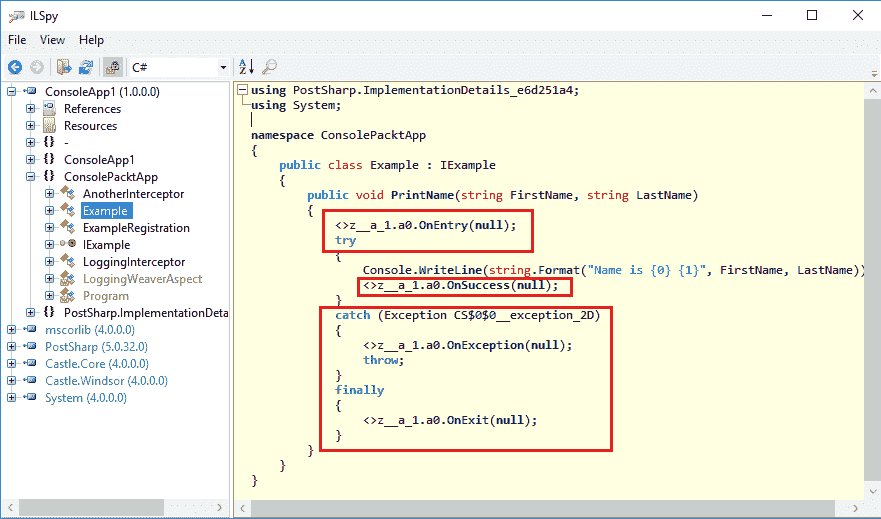 ILSpy
File View Help
C#
ConsoleApp1 (1.0.0.0)
References
Resources
-
ConsoleApp1
ConsolePacktApp
AnotherInterceptor
Example
ExampleRegistration
IExample
LoggingInterceptor
LoggingWeaverAspect
Program
PostSharp.ImplementationDeta
mscorlib (4.0.0.0)
PostSharp (5.0.32.0)
Castle.Core (4.0.0.0)
Castle.Windsor (4.0.0.0)
System (4.0.0.0)
using PostSharp.ImplementationDetails_e6d251a4;
using System;
namespace ConsolePacktApp
{
public class Example : IExample
{
public void PrintName(string FirstName, string LastName)
{
<>z__a_1.a0.OnEntry(null);
try
{
Console.WriteLine(string.Format("Name is {0} {1}", FirstName, LastName))
<>z__a_1.a0.OnSuccess(null);
}
catch (Exception CS$0$0__exception_2D)
{
<>z__a_1.a0.OnException(null);
throw;
}
finally
{
<>z__a_1.a0.OnExit(null);
}
}
}
}